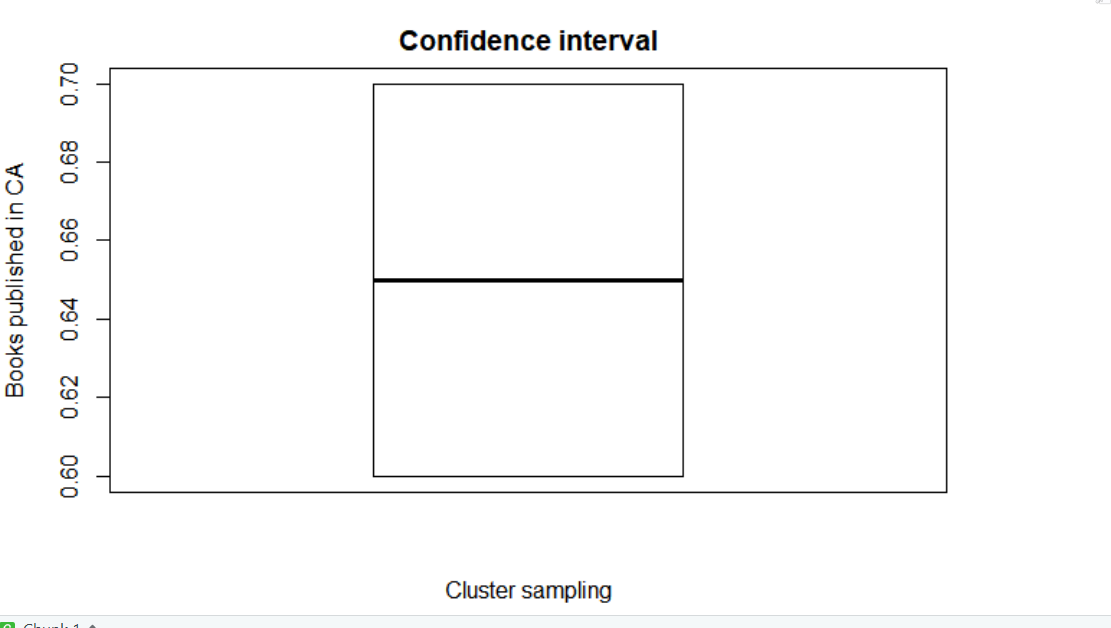 Confidence interval
Books published in CA
0.70
0.68
0.66
0.64
0.62
0.60
Cluster sampling